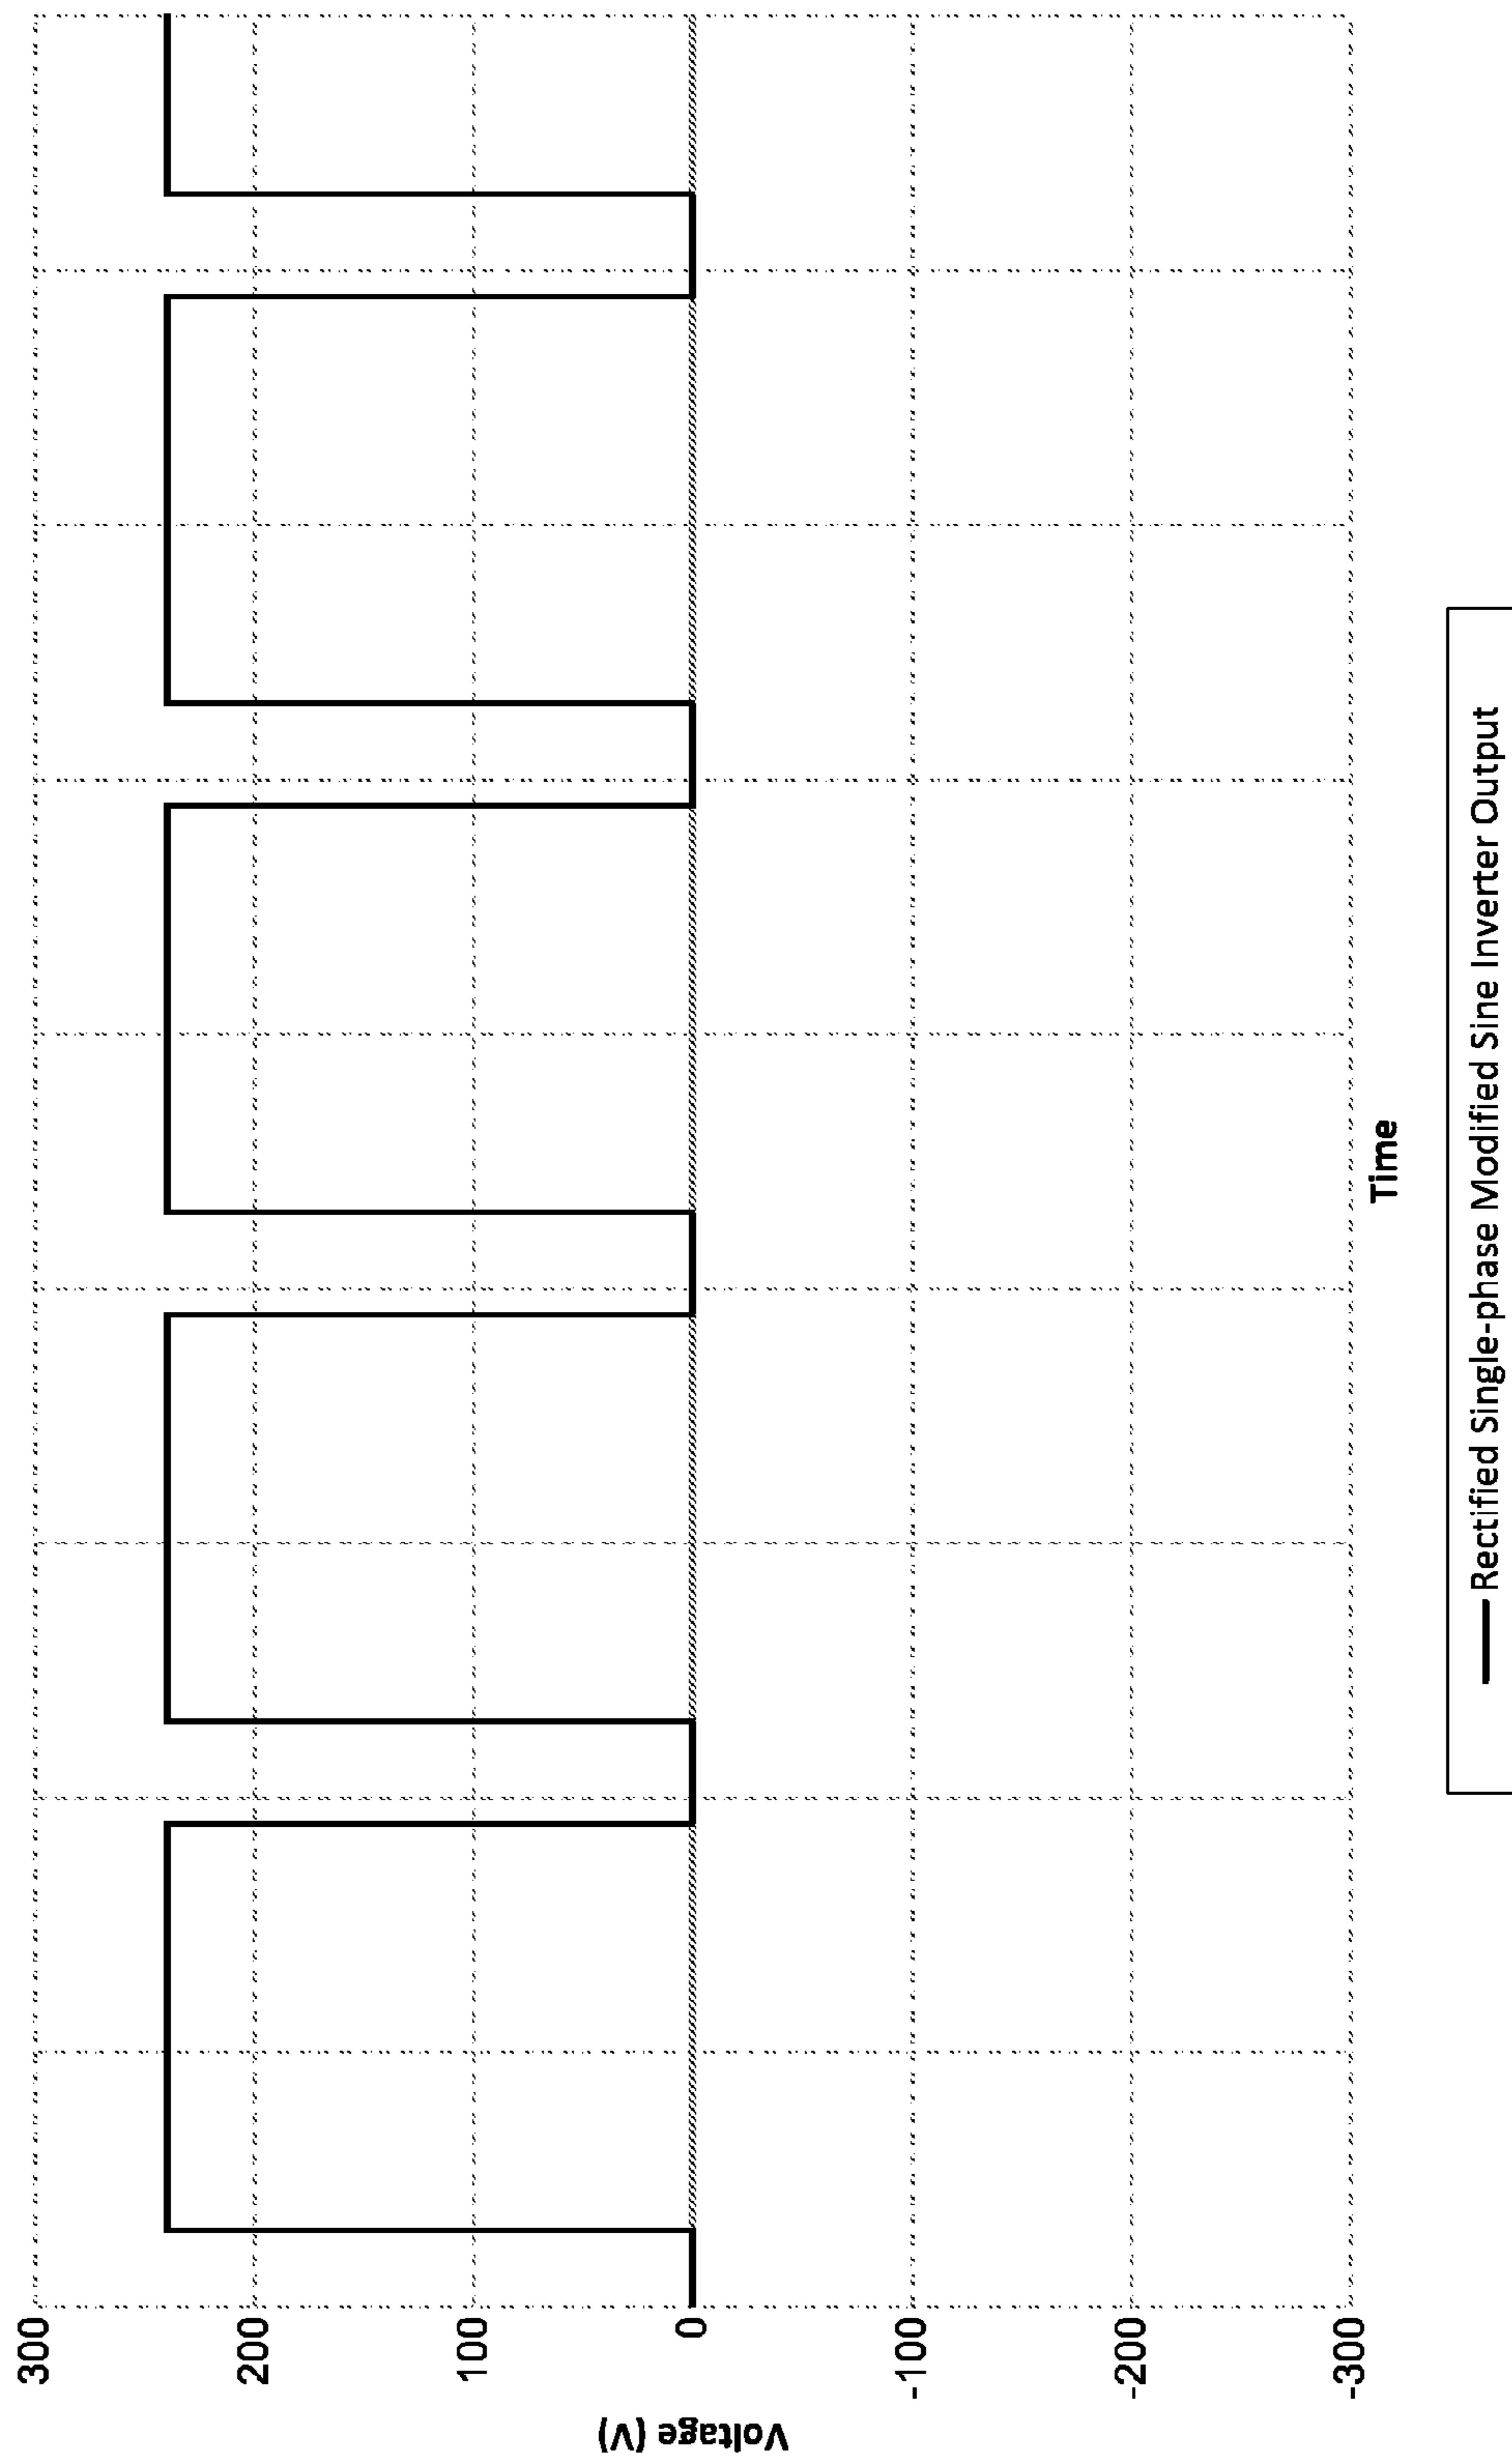 Voltage (V)
300
200
100
0
-100
-200
-300
Time
Rectified Single-phase Modified Sine Inverter Output